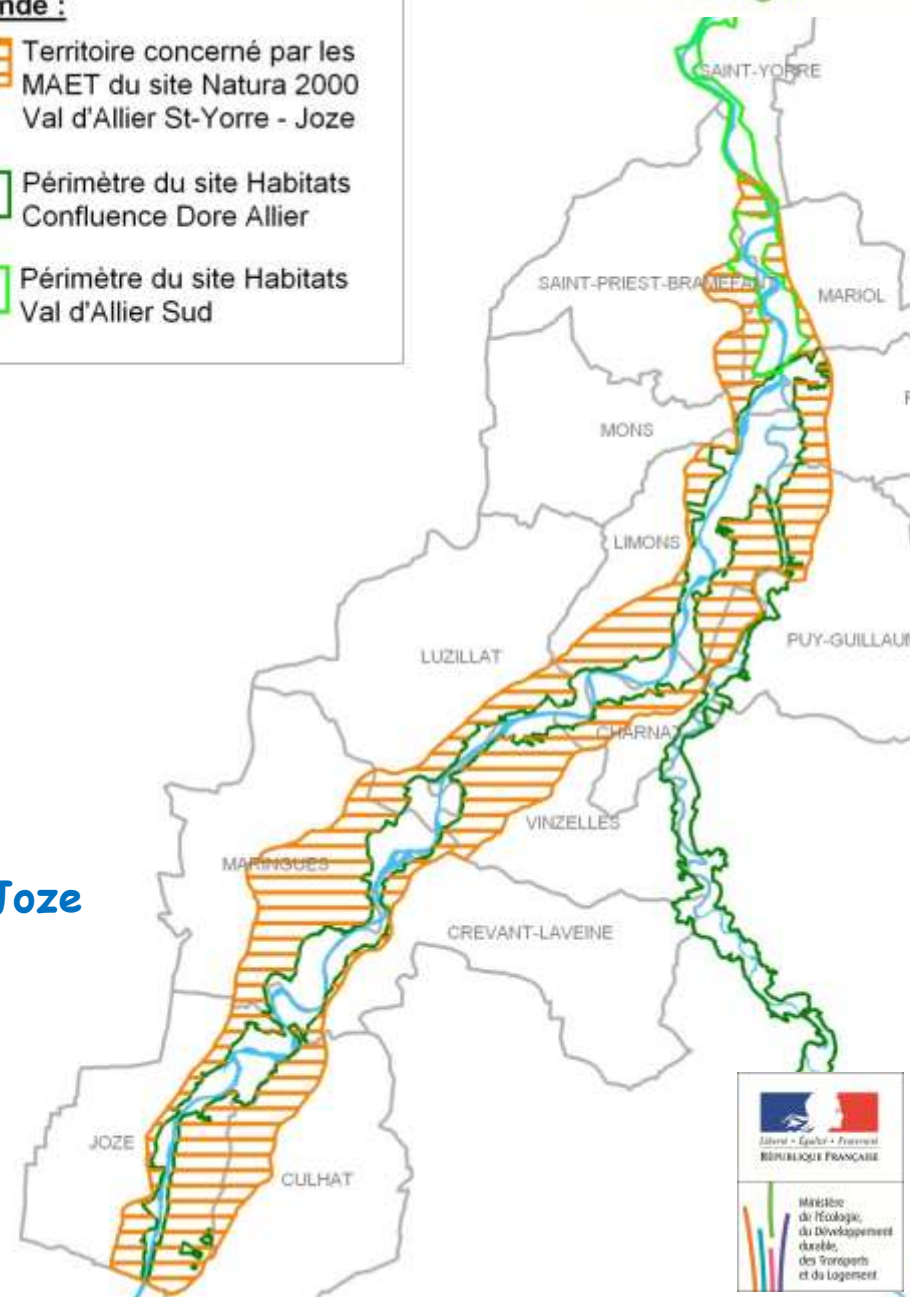 nde :
Territoire concerné par les
MAET du site Natura 2000
Val d'Allier St-Yorre - Joze
Périmètre du site Habitats
Confluence Dore Allier
Périmètre du site Habitats
Val d'Allier Sud
SAINT-YORRE
SAINT-PRIEST-BRAMEFANT
MARIOL
MONS
LIMONS
PUY-GUILLAUM
LUZILLAT
CHARNAT
VINZELLES
MARINGUES
Joze
CREVANT-LAVEINE
JOZE
CULHAT
Liberté • Égalité • Fraternité
RÉPUBLIQUE FRANÇAISE
Ministère
de l'Écologie,
du Développement
durable,
des Transports
et du Logement